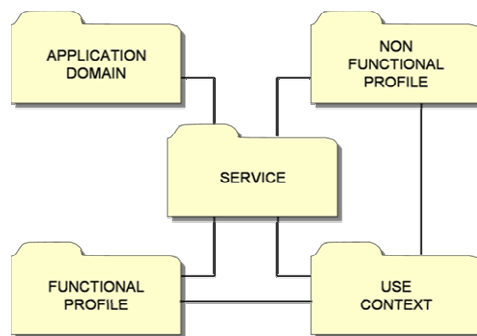 APPLICATION
DOMAIN
NON
FUNCTIONAL
PROFILE
SERVICE
FUNCTIONAL
PROFILE
USE
CONTEXT